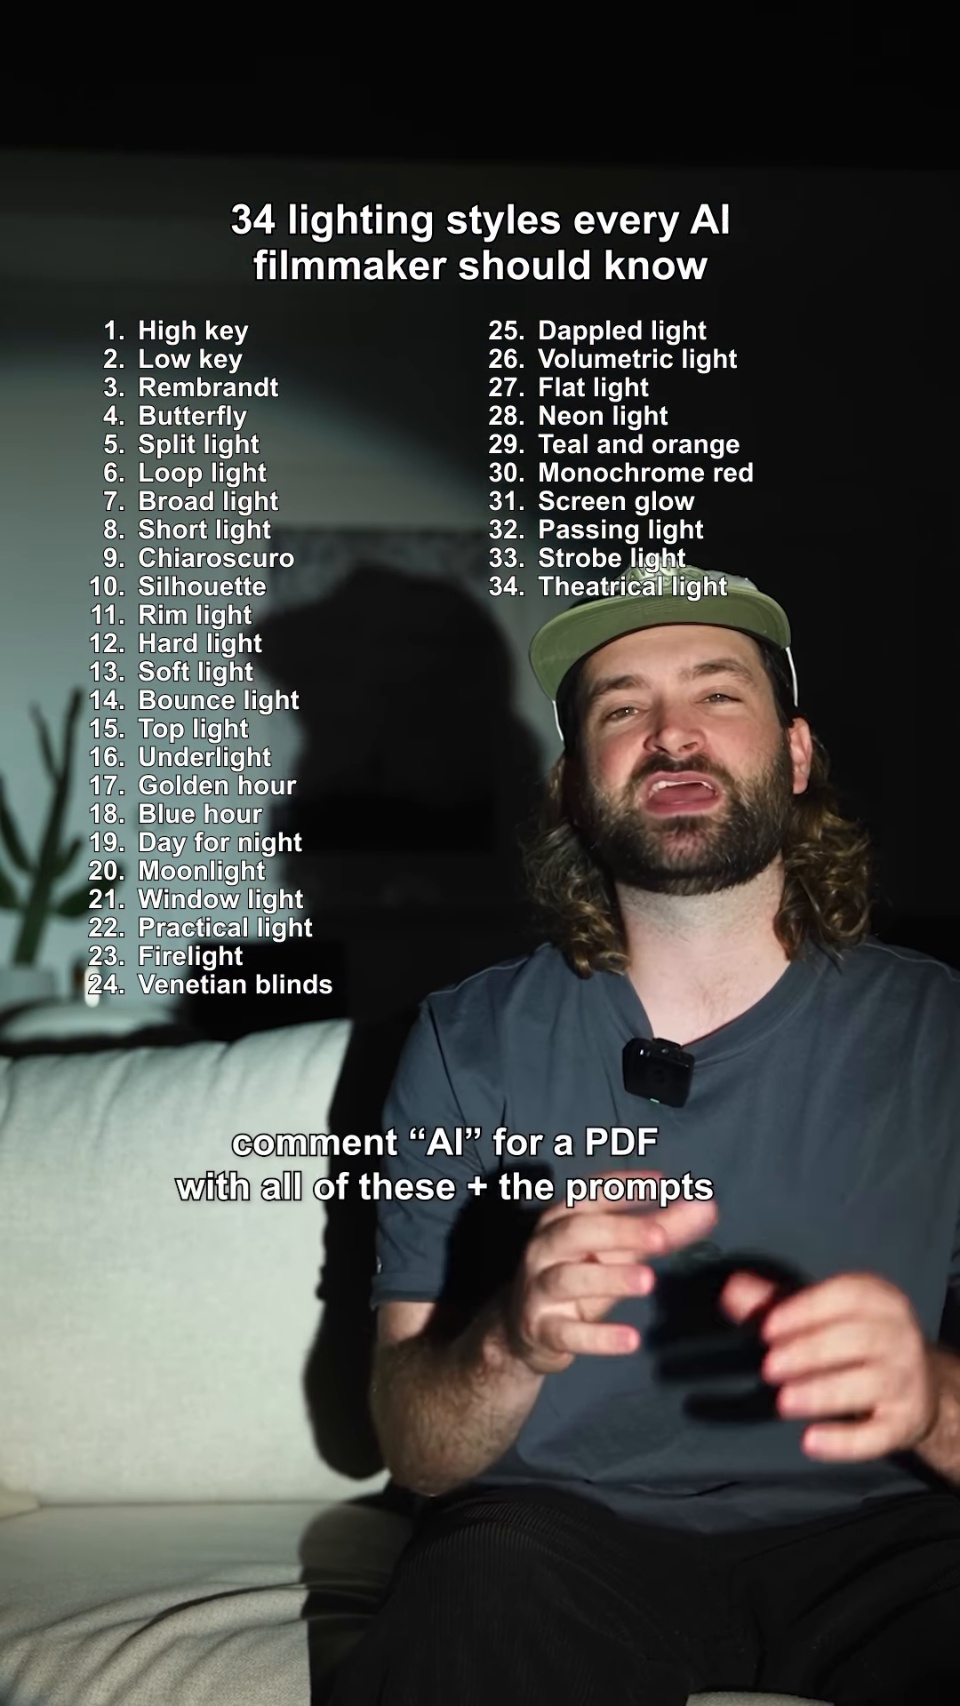 34 lighting styles every AI
filmmaker should know
1. High key
2. Low key
3. Rembrandt
4. Butterfly
5. Split light
6. Loop light
7. Broad light
8. Short light
9. Chiaroscuro
10. Silhouette
11. Rim light
12. Hard light
13. Soft light
14. Bounce light
15. Top light
16. Underlight
17. Golden hour
18. Blue hour
19. Day for night
20. Moonlight
21. Window light
22. Practical light
23. Firelight
24. Venetian blinds
25. Dappled light
26. Volumetric light
27. Flat light
28. Neon light
29. Teal and orange
30. Monochrome red
31. Screen glow
32. Passing light
33. Strobe light
34. Theatrical light
comment “AI” for a PDF
with all of these + the prompts